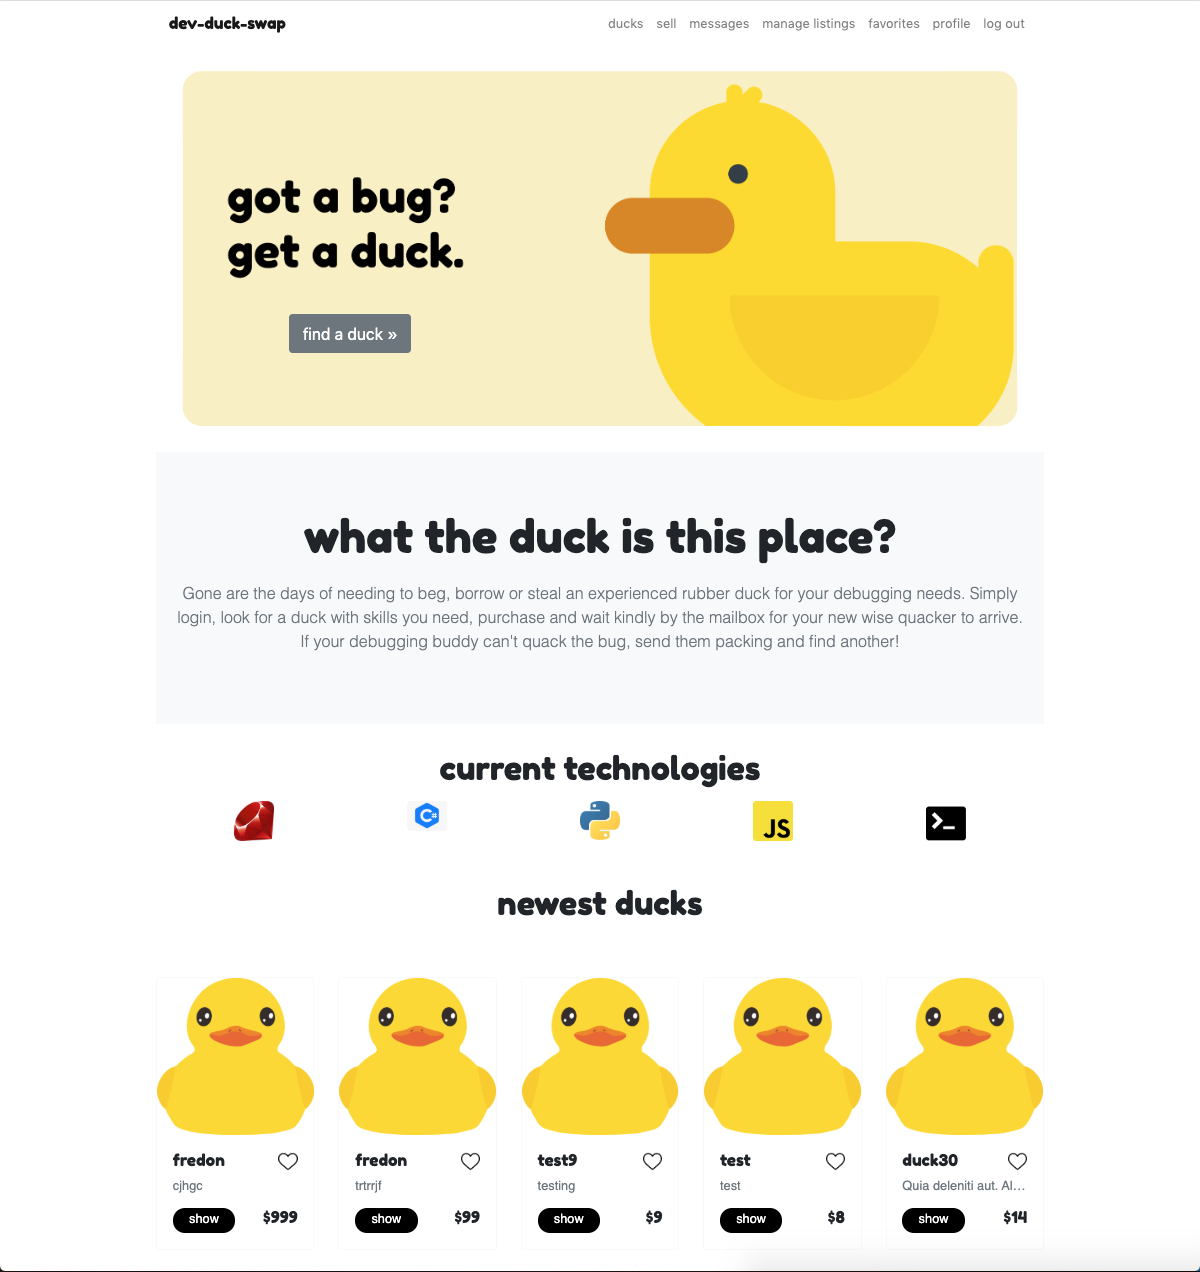 dev-duck-swap
ducks sell messages manage listings favorites profile log out
got a bug?
get a duck.
find a duck »
what the duck is this place?
Gone are the days of needing to beg, borrow or steal an experienced rubber duck for your debugging needs. Simply
login, look for a duck with skills you need, purchase and wait kindly by the mailbox for your new wise quacker to arrive.
If your debugging buddy can't quack the bug, send them packing and find another!
current technologies
C#
JS
newest ducks
fredon
cjhgc
show $999
fredon
trtrrjf
show $99
test9
testing
show $9
test
test
show $8
duck30
Quia deleniti aut. Al...
show $14